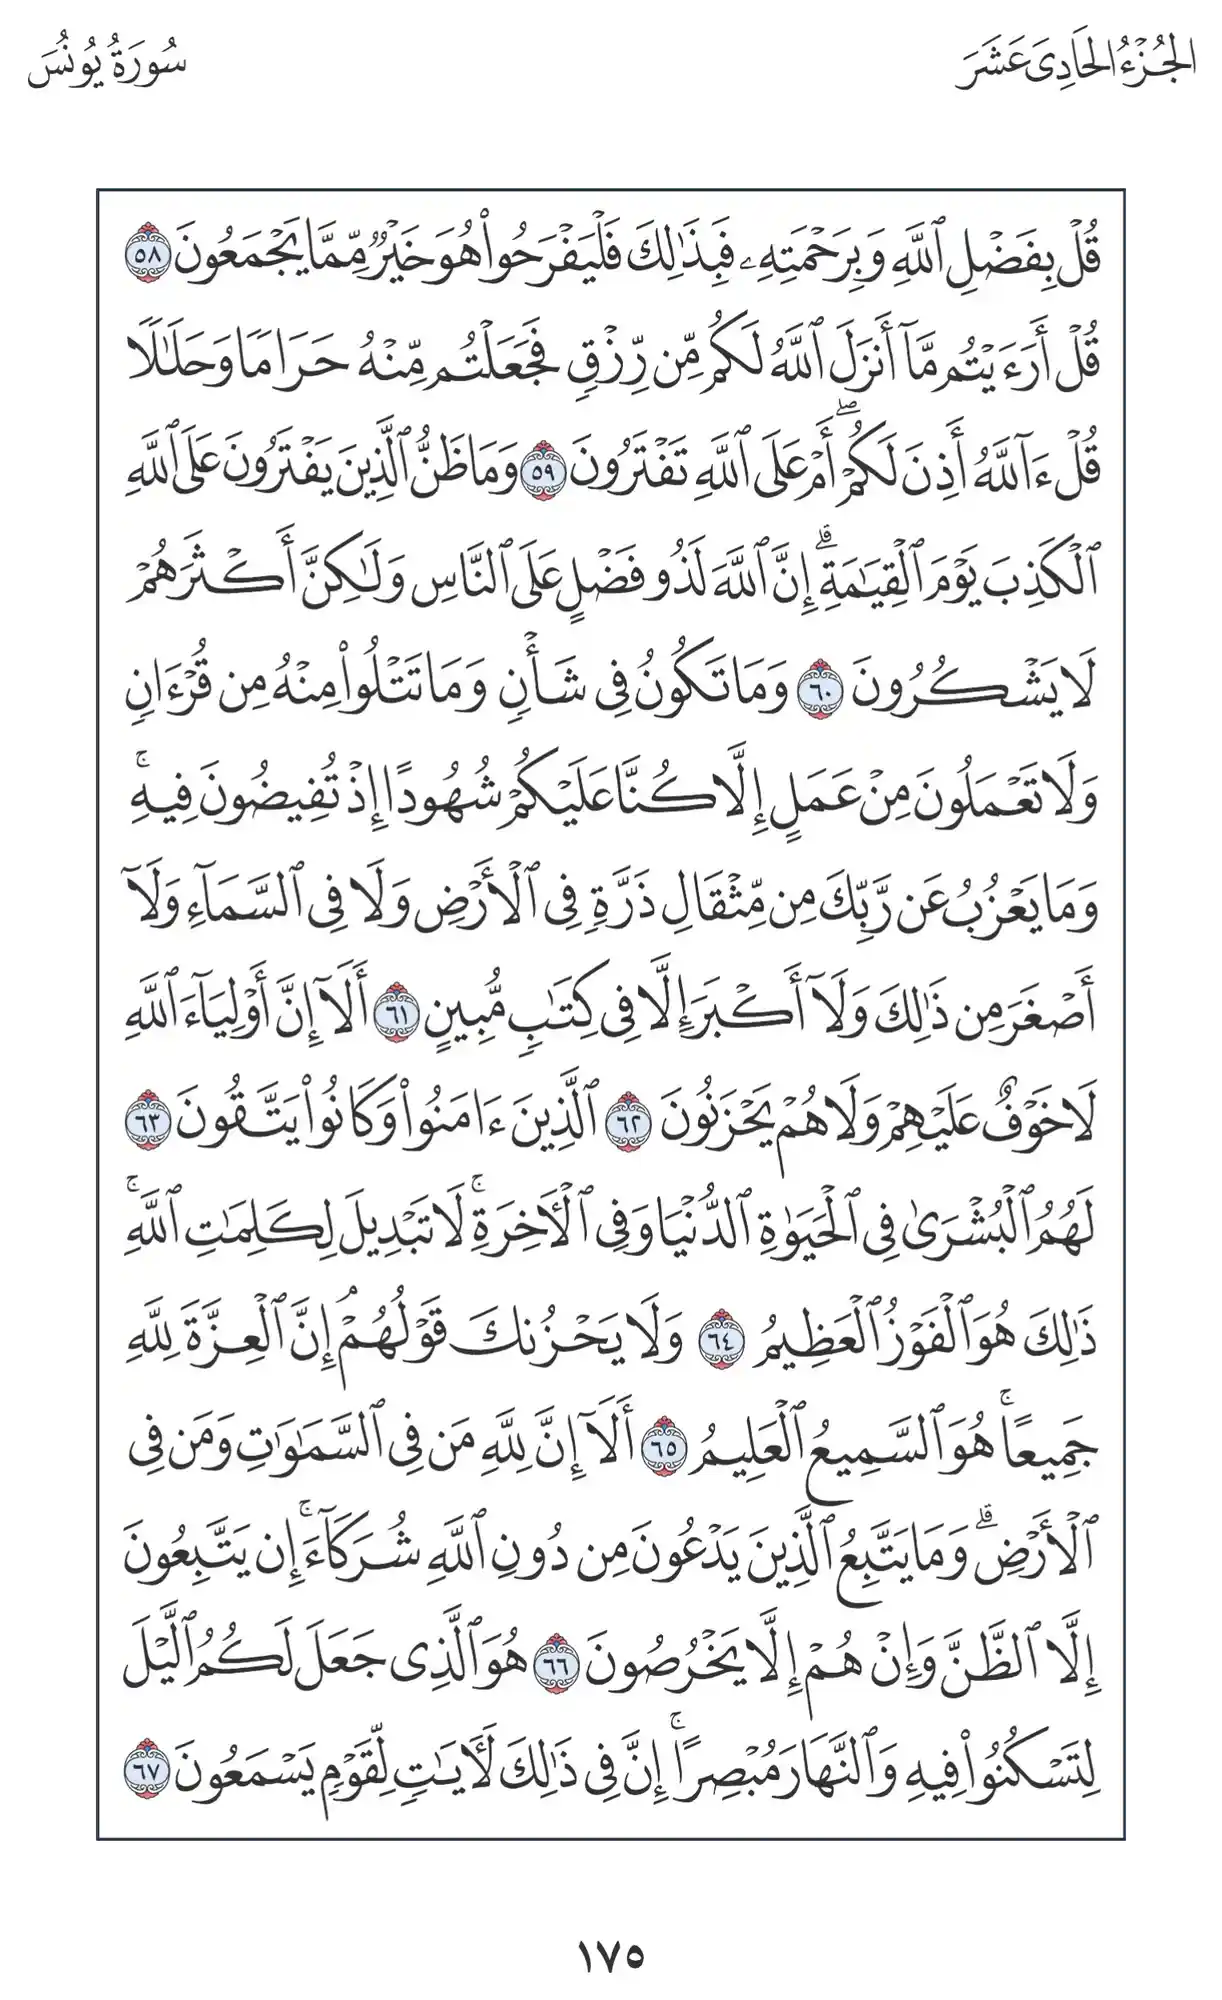 الجُزْءُ الحَادِي عَشَرَ
سُورَةُ يُونُسَ
قُلْ بِفَضْلِ ٱللَّهِ وَبِرَحْمَتِهِۦ فَبِذَٰلِكَ فَلْيَفْرَحُوا۟ هُوَ خَيْرٌ مِّمَّا يَجْمَعُونَ ٥٨
قُلْ أَرَءَيْتُم مَّآ أَنزَلَ ٱللَّهُ لَكُم مِّن رِّزْقٍ فَجَعَلْتُم مِّنْهُ حَرَامًا وَحَلَـٰلًا
قُلْ ءَآللَّهُ أَذِنَ لَكُمْ ۖ أَمْ عَلَى ٱللَّهِ تَفْتَرُونَ ٥٩ وَمَا ظَنُّ ٱلَّذِينَ يَفْتَرُونَ عَلَى ٱللَّهِ
ٱلْكَذِبَ يَوْمَ ٱلْقِيَـٰمَةِ ۗ إِنَّ ٱللَّهَ لَذُو فَضْلٍ عَلَى ٱلنَّاسِ وَلَـٰكِنَّ أَكْثَرَهُمْ
لَا يَشْكُرُونَ ٦٠ وَمَا تَكُونُ فِى شَأْنٍ وَمَا تَتْلُوا۟ مِنْهُ مِن قُرْءَانٍ
وَلَا تَعْمَلُونَ مِنْ عَمَلٍ إِلَّا كُنَّا عَلَيْكُمْ شُهُودًا إِذْ تُفِيضُونَ فِيهِ ۚ
وَمَا يَعْزُبُ عَن رَّبِّكَ مِن مِّثْقَالِ ذَرَّةٍ فِى ٱلْأَرْضِ وَلَا فِى ٱلسَّمَآءِ وَلَآ
أَصْغَرَ مِن ذَٰلِكَ وَلَآ أَكْبَرَ إِلَّا فِى كِتَـٰبٍ مُّبِينٍ ٦١ أَلَآ إِنَّ أَوْلِيَآءَ ٱللَّهِ
لَا خَوْفٌ عَلَيْهِمْ وَلَا هُمْ يَحْزَنُونَ ٦٢ ٱلَّذِينَ ءَامَنُوا۟ وَكَانُوا۟ يَتَّقُونَ ٦٣
لَهُمُ ٱلْبُشْرَىٰ فِى ٱلْحَيَوٰةِ ٱلدُّنْيَا وَفِى ٱلْأَخِرَةِ ۚ لَا تَبْدِيلَ لِكَلِمَـٰتِ ٱللَّهِ ۚ
ذَٰلِكَ هُوَ ٱلْفَوْزُ ٱلْعَظِيمُ ٦٤ وَلَا يَحْزُنكَ قَوْلُهُمْ ۘ إِنَّ ٱلْعِزَّةَ لِلَّهِ
جَمِيعًا ۚ هُوَ ٱلسَّمِيعُ ٱلْعَلِيمُ ٦٥ أَلَآ إِنَّ لِلَّهِ مَن فِى ٱلسَّمَـٰوَٰتِ وَمَن فِى
ٱلْأَرْضِ ۗ وَمَا يَتَّبِعُ ٱلَّذِينَ يَدْعُونَ مِن دُونِ ٱللَّهِ شُرَكَآءَ ۚ إِن يَتَّبِعُونَ
إِلَّا ٱلظَّنَّ وَإِنْ هُمْ إِلَّا يَخْرُصُونَ ٦٦ هُوَ ٱلَّذِى جَعَلَ لَكُمُ ٱلَّيْلَ
لِتَسْكُنُوا۟ فِيهِ وَٱلنَّهَارَ مُبْصِرًا ۚ إِنَّ فِى ذَٰلِكَ لَـَٔايَـٰتٍ لِّقَوْمٍ يَسْمَعُونَ ٦٧
١٧٥